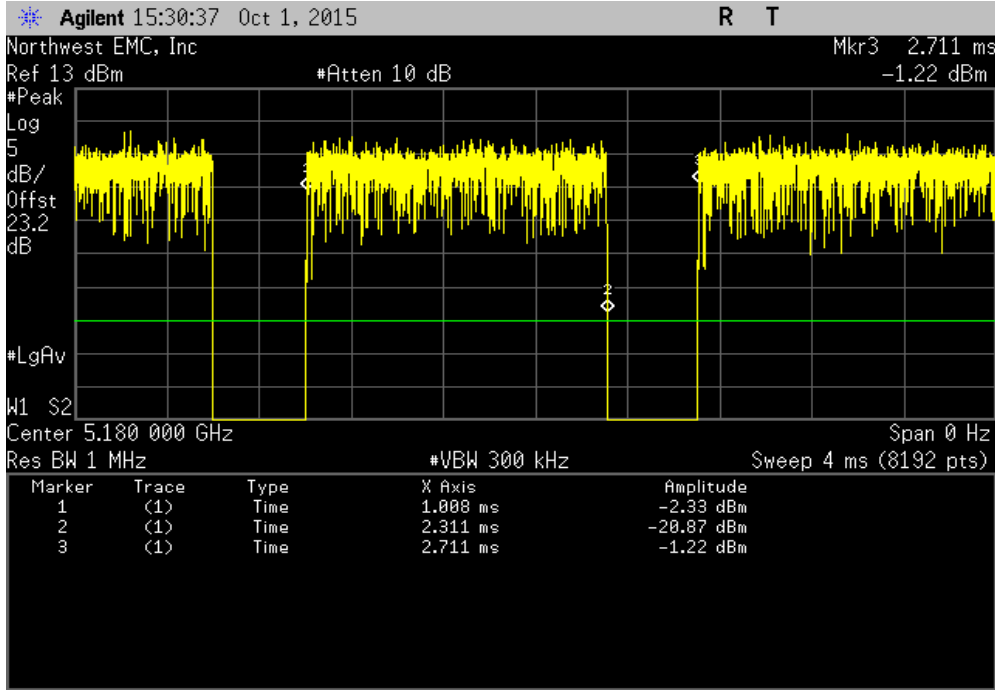 Agilent 15:30:37 Oct 1, 2015 R T
Northwest EMC, Inc Mkr3 2.711 ms
Ref 13 dBm #Atten 10 dB -1.22 dBm
#Peak
Log
5
dB/
Offst
23.2
dB
2
#LgAv
W1 S2
Center 5.180 000 GHz Span 0 Hz
Res BW 1 MHz #VBW 300 kHz Sweep 4 ms (8192 pts)
Marker Trace Type X Axis Amplitude
1 (1) Time 1.008 ms -2.33 dBm
2 (1) Time 2.311 ms -20.87 dBm
3 (1) Time 2.711 ms -1.22 dBm